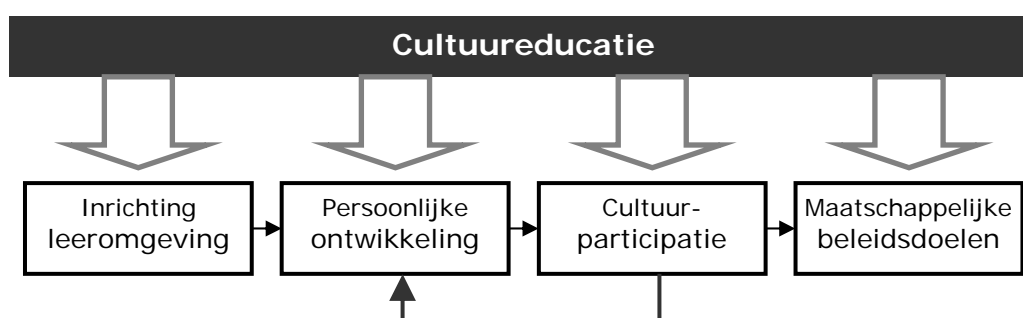 Cultuureducatie
Inrichting
leeromgeving
Persoonlijke
ontwikkeling
Cultuur-
participatie
Maatschappelijke
beleidsdoelen